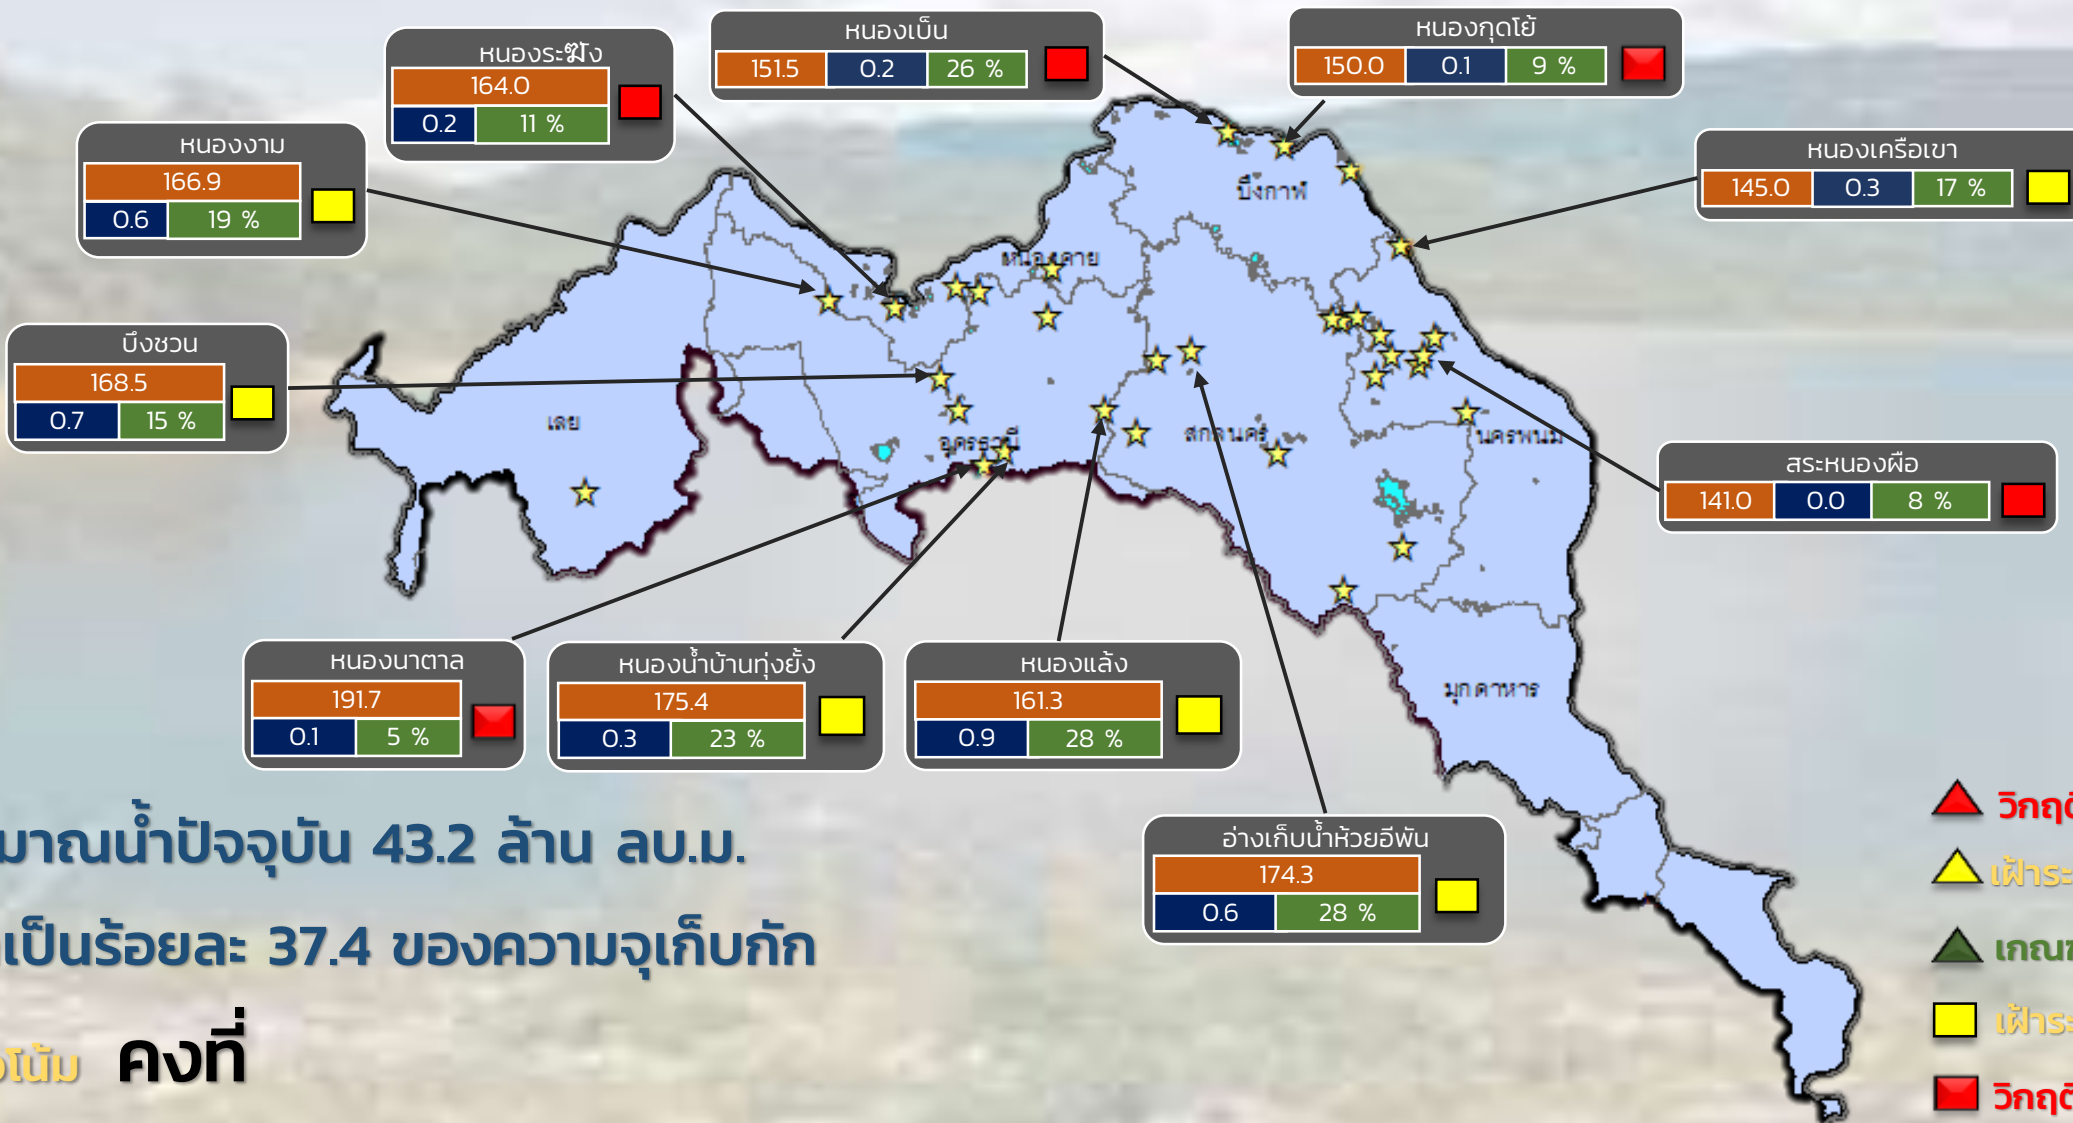 หนองเบ็น
151.5 0.2 26 %
หนองกุดโย้
150.0 0.1 9 %
164.0
0.2 11 %
หนองงาม
166.9
0.6 19 %
หนองเครือเขา
145.0 0.3 17 %
บึงกาฬ
หนองคาย
บึงชวน
168.5
0.7 15 %
เลย
อุดรธานี
สกลนคร
นครพนม
สระหนองผือ
141.0 0.0 8 %
หนองนาตาล
191.7
0.1 5 %
หนองน้ำบ้านทุ่งยั้ง
175.4
0.3 23 %
หนองแล้ง
161.3
0.9 28 %
มุกดาหาร
อ่างเก็บน้ำห้วยอีพัน
174.3
0.6 28 %
มาณน้ำปัจจุบัน 43.2 ล้าน ลบ.ม.
เป็นร้อยละ 37.4 ของความจุเก็บกัก
โน้ม คงที่
วิกฤต
เฝ้าระ
เกณฑ
เฝ้าระ
วิกฤต